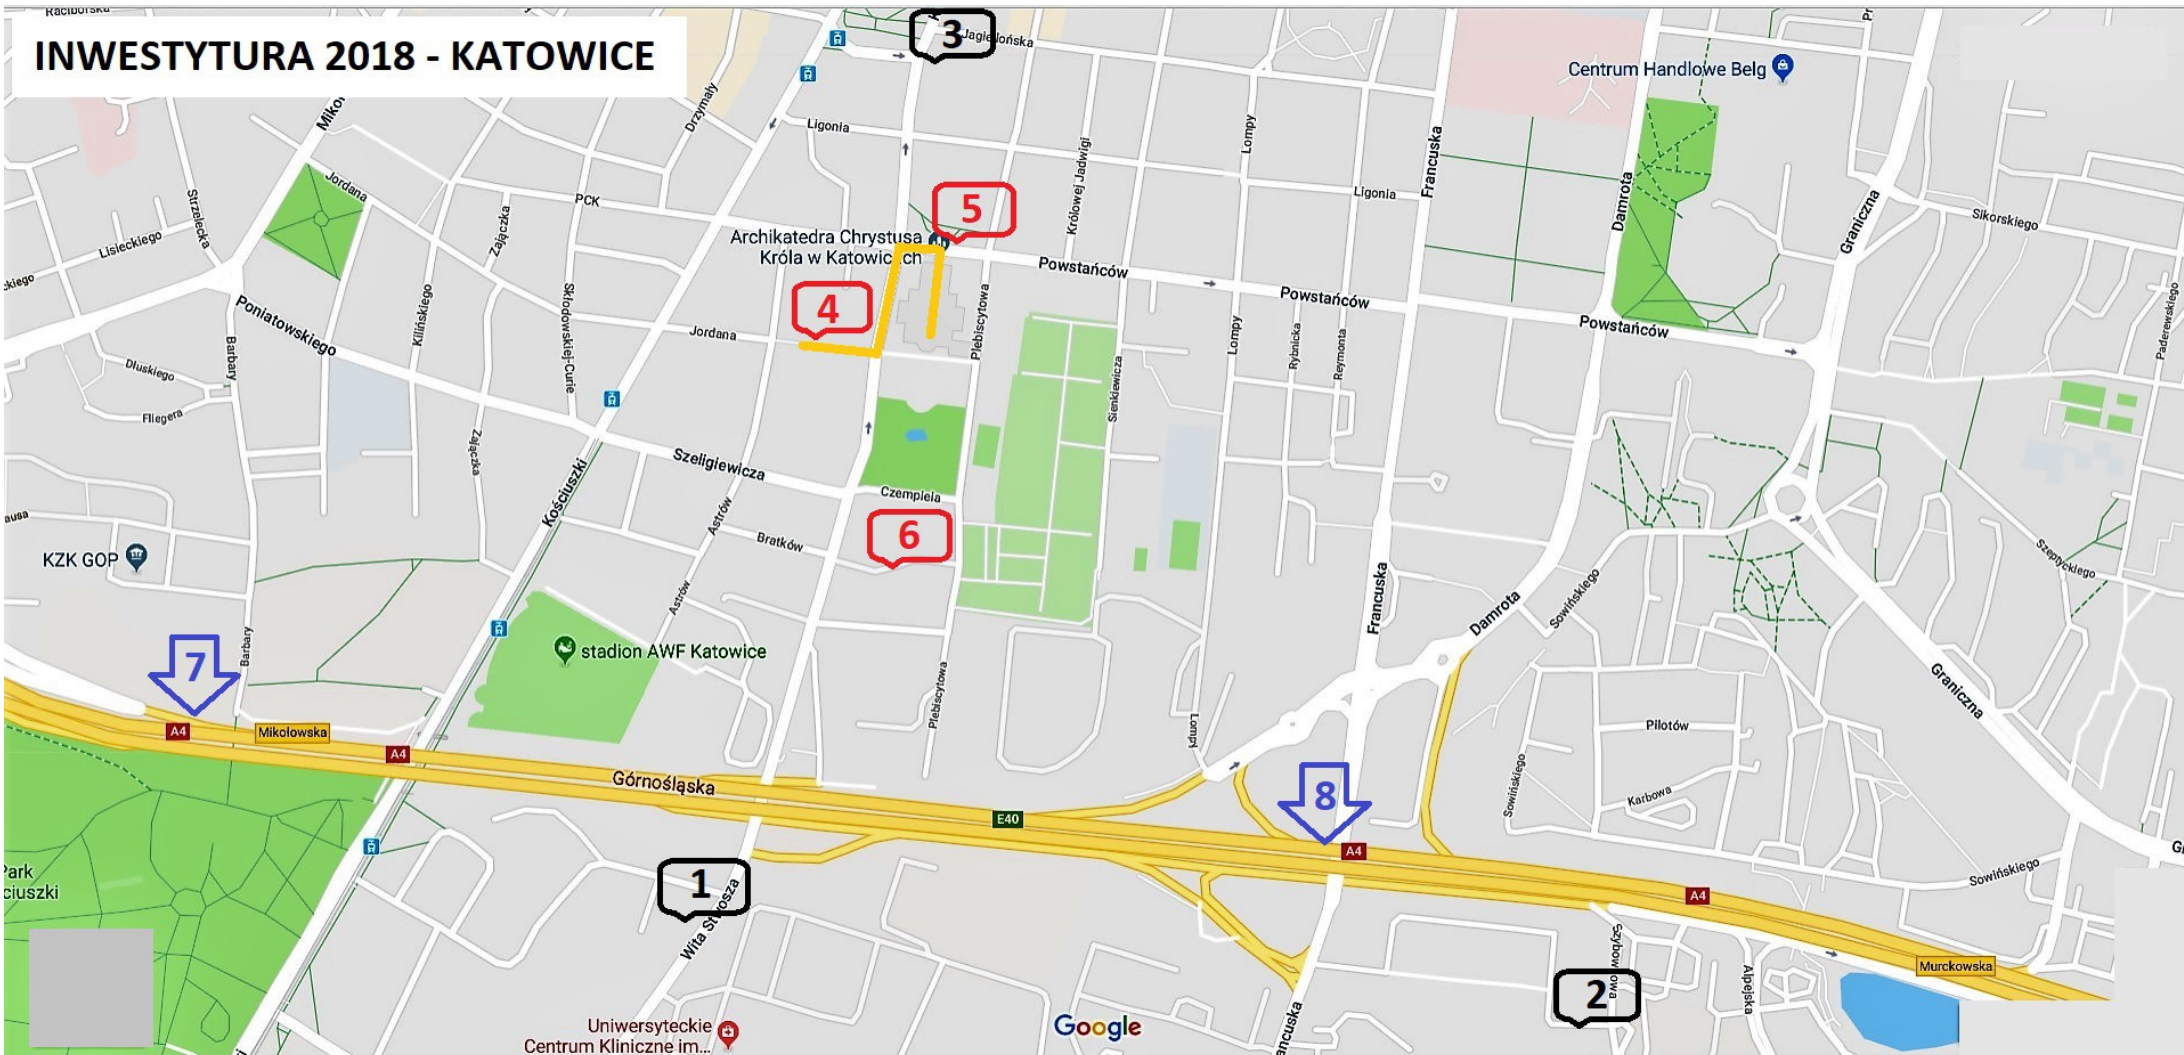 Raciborska
INWESTYTURA 2018 - KATOWICE
3
Jagiellońska
Centrum Handlowe Belg
Drzymały
Ligonia
Lompy
Królowej Jadwigi
Francuska
Ligonia
Damrota
Graniczna
Sikorskiego
Jordana
Strzelecka
Lisieckiego
PCK
Zajączka
5
Archikatedra Chrystusa
Króla w Katowicach
Powstańców
Powstańców
Powstańców
4
Jordana
Poniatowskiego
Kilińskiego
Skłodowskiej-Curie
Barbary
Dłuskiego
Fliegera
Zajączka
Plebiscytowa
Lompy
Rybnicka
Reymonta
Sienkiewicza
Paderewskiego
Szeligiewicza
Czempiela
Kościuszki
Astrów
Bratków
6
KZK GOP
Astrów
Francuska
Damrota
Sowińskiego
Szeptyckiego
Barbary
7
stadion AWF Katowice
Plebiscytowa
Lompy
Graniczna
Pilotów
A4
Mikołowska
A4
Górnośląska
E40
8
A4
Sowińskiego
Karbowa
Sowińskiego
A4
Park
ciuszki
1
Wita Stwosza
2
Szybowcowa
Alpejska
Murckowska
Uniwersyteckie
Centrum Kliniczne im...
Google
ancuska